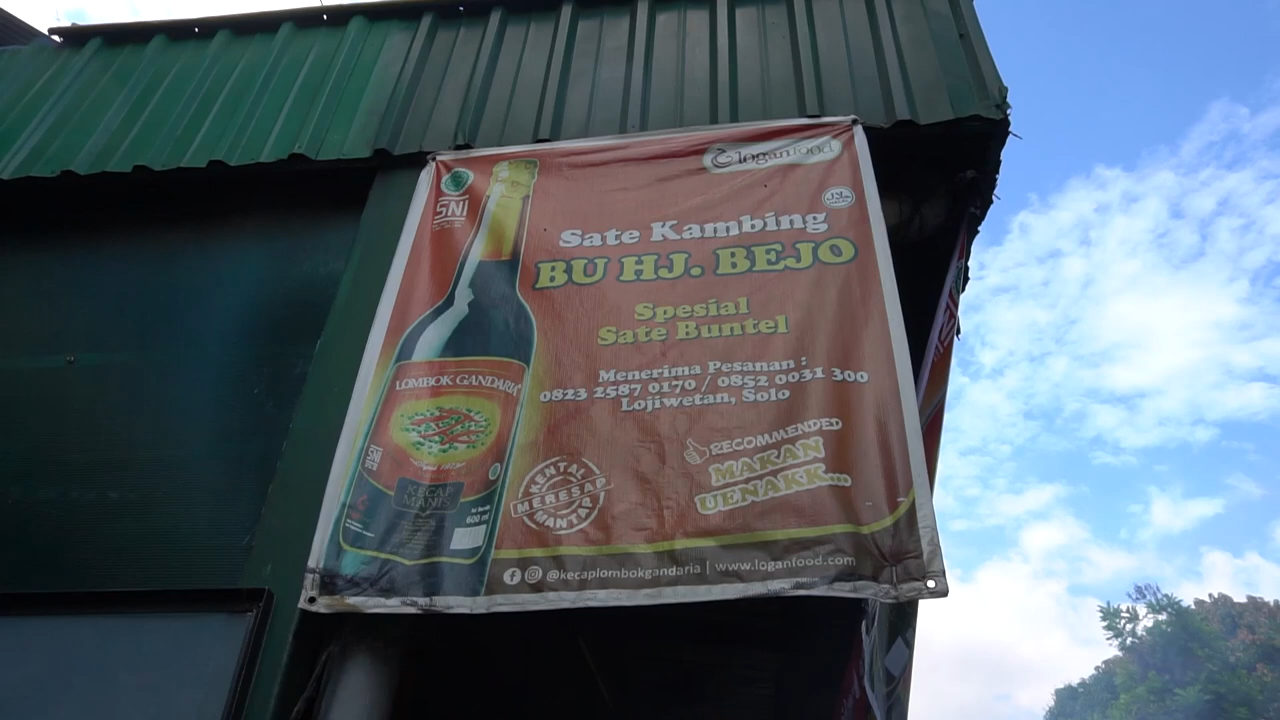 loganfood
SNI
Sate Kambing
BU HJ. BEJO
Spesial
Sate Buntel
Menerima Pesanan :
0823 2587 0170 / 0852 0031 300
Lojiwetan, Solo
LOMBOK GANDARIA
SNI
KECAP
MANIS
600 ml
KENTAL
MERESAP
MANTAP
RECOMMENDED
MAKAN
UENAKK...
@kecaplombokgandaria | www.loganfood.com